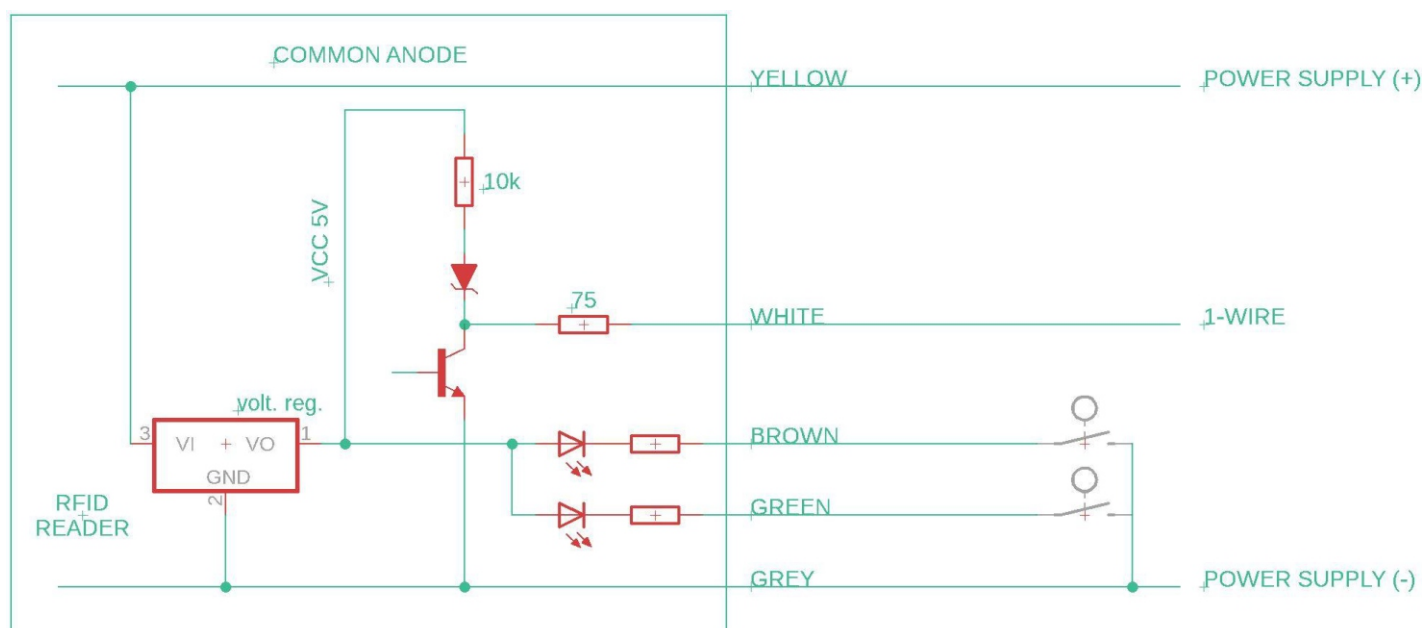 COMMON ANODE
YELLOW
POWER SUPPLY (+)
10k
VCC 5V
75
WHITE
1-WIRE
volt. reg.
3
VI
VO
1
GND
2
BROWN
GREEN
RFID
READER
GREY
POWER SUPPLY (-)